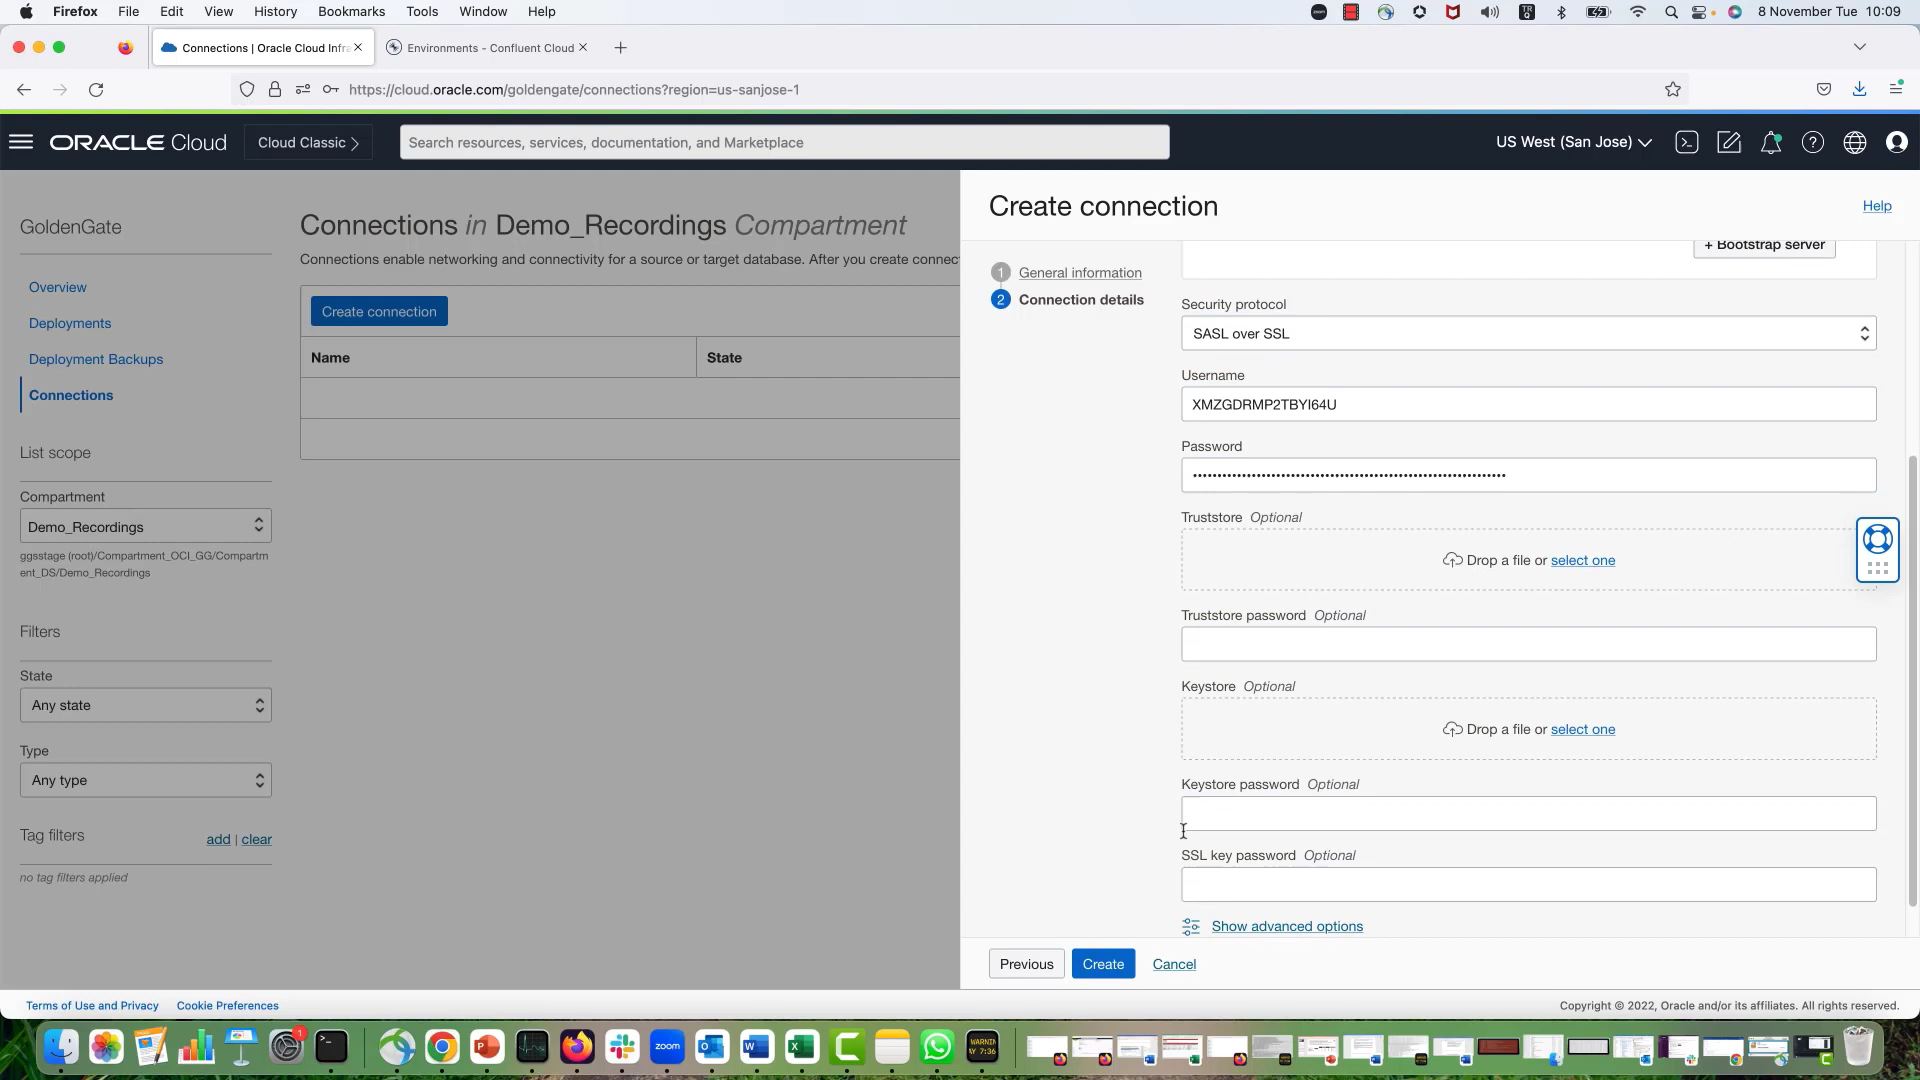 Firefox File Edit View History Bookmarks Tools Window Help 8 November Tue 10:09
Connections | Oracle Cloud Infra Environments - Confluent Cloud
https://cloud.oracle.com/goldengate/connections?region=us-sanjose-1
ORACLE Cloud Cloud Classic Search resources, services, documentation, and Marketplace US West (San Jose)
GoldenGate
Overview
Deployments
Deployment Backups
Connections
List scope
Compartment
Demo_Recordings
ggsstage (root)/Compartment_OCI_GG/Compartm
ent_DS/Demo_Recordings
Filters
State
Any state
Type
Any type
Tag filters add | clear
no tag filters applied
Connections in Demo_Recordings Compartment
Connections enable networking and connectivity for a source or target database. After you create connec
Create connection
Name State
Create connection
Help
1 General information
2 Connection details
+ Bootstrap server
Security protocol
SASL over SSL
Username
XMZGDRMP2TBYI64U
Password
Truststore Optional
Drop a file or select one
Truststore password Optional
Keystore Optional
Drop a file or select one
Keystore password Optional
SSL key password Optional
Show advanced options
Previous Create Cancel
Terms of Use and Privacy Cookie Preferences Copyright © 2022, Oracle and/or its affiliates. All rights reserved.
1
zoom